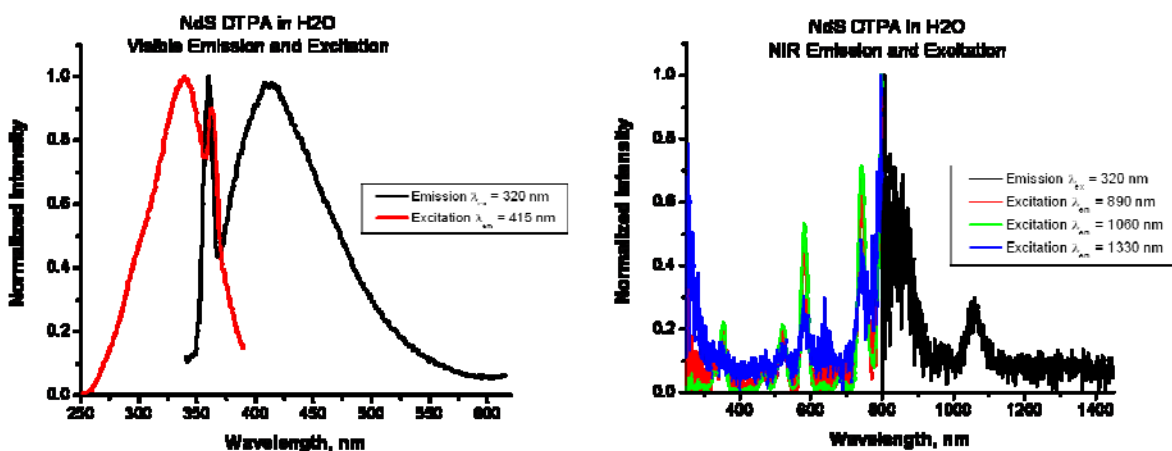 NdS DTPA in H2O
Visible Emission and Excitation
1.0
0.8
0.6
0.4
0.2
0.0
Normalized Intensity
Emission λex = 320 nm
Excitation λem = 415 nm
250 300 350 400 450 500 550 600
Wavelength, nm
NdS DTPA in H2O
NIR Emission and Excitation
1.0
0.8
0.6
0.4
0.2
0.0
Normalized Intensity
Emission λex = 320 nm
Excitation λem = 890 nm
Excitation λem = 1060 nm
Excitation λem = 1330 nm
400 600 800 1000 1200 1400
Wavelength, nm